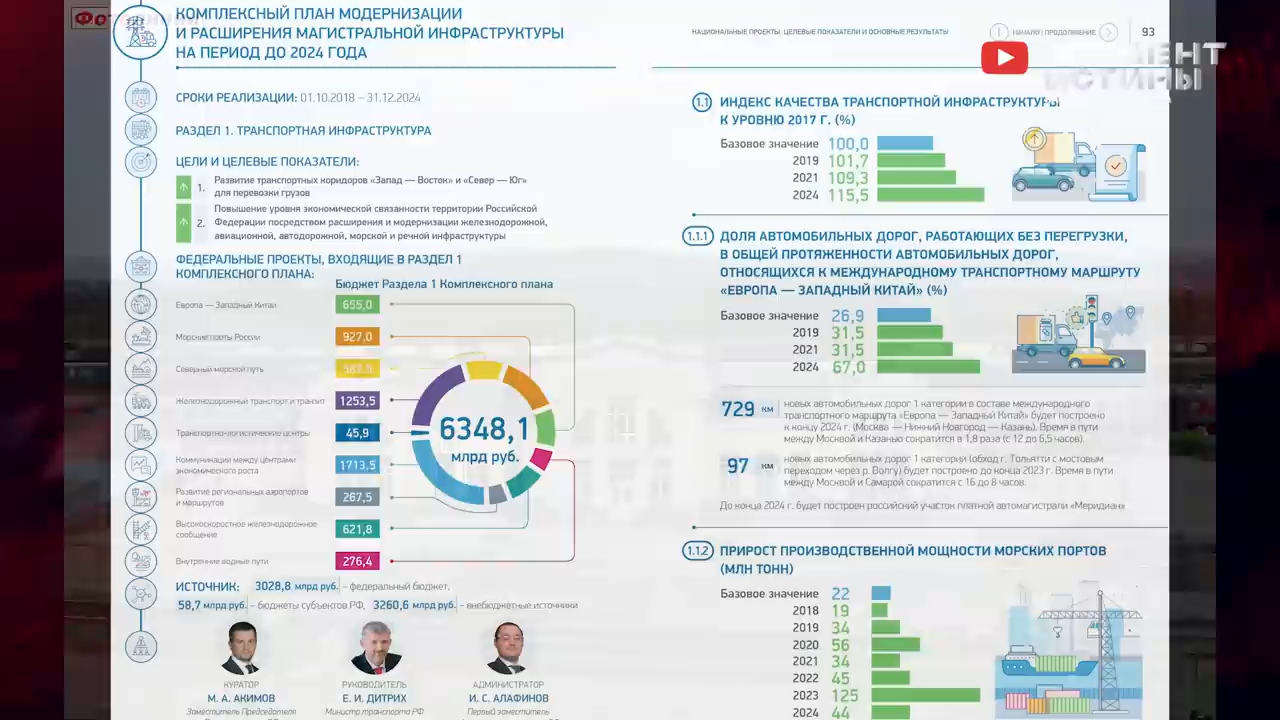 КОМПЛЕКСНЫЙ ПЛАН МОДЕРНИЗАЦИИ
И РАСШИРЕНИЯ МАГИСТРАЛЬНОЙ ИНФРАСТРУКТУРЫ
НА ПЕРИОД ДО 2024 ГОДА
СРОКИ РЕАЛИЗАЦИИ: 01.10.2018 – 31.12.2024
РАЗДЕЛ 1. ТРАНСПОРТНАЯ ИНФРАСТРУКТУРА
ЦЕЛИ И ЦЕЛЕВЫЕ ПОКАЗАТЕЛИ:
1. Развитие транспортных коридоров «Запад — Восток» и «Север — Юг»
для перевозки грузов
2. Повышение уровня экономической связанности территории Российской
Федерации посредством расширения и модернизации железнодорожной,
авиационной, автодорожной, морской и речной инфраструктуры
ФЕДЕРАЛЬНЫЕ ПРОЕКТЫ, ВХОДЯЩИЕ В РАЗДЕЛ 1
КОМПЛЕКСНОГО ПЛАНА:
Бюджет Раздела 1 Комплексного плана
Европа — Западный Китай 655,0
Морские порты России 927,0
Северный морской путь
Железнодорожный транспорт и транзит 1253,5
Транспортно-логистические центры 45,9
Коммуникации между центрами
экономического роста 1713,5
Развитие региональных аэропортов
и маршрутов 267,5
Высокоскоростное железнодорожное
сообщение 621,8
Внутренние водные пути 276,4
6348,1
млрд руб.
ИСТОЧНИК: 3028,8 млрд руб. – федеральный бюджет,
58,7 млрд руб. – бюджеты субъектов РФ, 3260,6 млрд руб. – внебюджетные источники
КУРАТОР
М. А. АКИМОВ
Заместитель Председателя
РУКОВОДИТЕЛЬ
Е. И. ДИТРИХ
Министр транспорта РФ
АДМИНИСТРАТОР
И. С. АЛАФИНОВ
Первый заместитель
НАЦИОНАЛЬНЫЕ ПРОЕКТЫ: ЦЕЛЕВЫЕ ПОКАЗАТЕЛИ И ОСНОВНЫЕ РЕЗУЛЬТАТЫ
НАЧАЛО | ПРОДОЛЖЕНИЕ
93
ИСТИНЫ
1.1 ИНДЕКС КАЧЕСТВА ТРАНСПОРТНОЙ ИНФРАСТРУКТУРЫ
К УРОВНЮ 2017 Г. (%)
Базовое значение 100,0
2019 101,7
2021 109,3
2024 115,5
1.1.1 ДОЛЯ АВТОМОБИЛЬНЫХ ДОРОГ, РАБОТАЮЩИХ БЕЗ ПЕРЕГРУЗКИ,
В ОБЩЕЙ ПРОТЯЖЕННОСТИ АВТОМОБИЛЬНЫХ ДОРОГ,
ОТНОСЯЩИХСЯ К МЕЖДУНАРОДНОМУ ТРАНСПОРТНОМУ МАРШРУТУ
«ЕВРОПА — ЗАПАДНЫЙ КИТАЙ» (%)
Базовое значение 26,9
2019 31,5
2021 31,5
2024 67,0
729 км новых автомобильных дорог 1 категории в составе международного
транспортного маршрута «Европа — Западный Китай» будет построено
к концу 2024 г. (Москва — Нижний Новгород — Казань). Время в пути
между Москвой и Казанью сократится в 1,8 раза (с 12 до 6,5 часов).
97 км новых автомобильных дорог 1 категории (обход г. Тольятти с мостовым
переходом через р. Волгу) будет построено до конца 2023 г. Время в пути
между Москвой и Самарой сократится с 16 до 8 часов.
До конца 2024 г. будет построен российский участок платной автомагистрали «Меридиан»
1.1.2 ПРИРОСТ ПРОИЗВОДСТВЕННОЙ МОЩНОСТИ МОРСКИХ ПОРТОВ
(МЛН ТОНН)
Базовое значение 22
2018 19
2019 34
2020 56
2021 34
2022 45
2023 125
2024 44